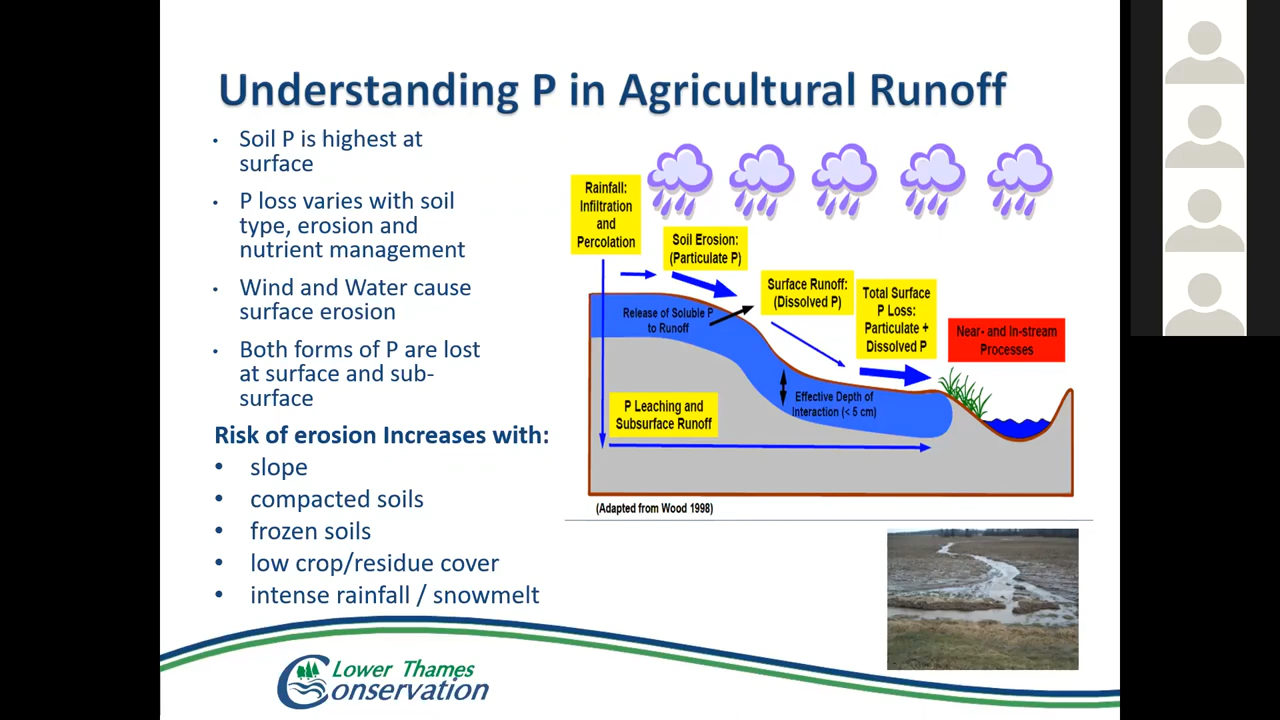 Understanding P in Agricultural Runoff
• Soil P is highest at
surface
• P loss varies with soil
type, erosion and
nutrient management
• Wind and Water cause
surface erosion
• Both forms of P are lost
at surface and sub-
surface
Risk of erosion Increases with:
• slope
• compacted soils
• frozen soils
• low crop/residue cover
• intense rainfall / snowmelt
Rainfall:
Infiltration
and
Percolation
Soil Erosion:
(Particulate P)
Surface Runoff:
(Dissolved P)
Total Surface
P Loss:
Particulate +
Dissolved P
Near- and In-stream
Processes
Release of Soluble P
to Runoff
Effective Depth of
Interaction (< 5 cm)
P Leaching and
Subsurface Runoff
(Adapted from Wood 1998)
Lower Thames
Conservation